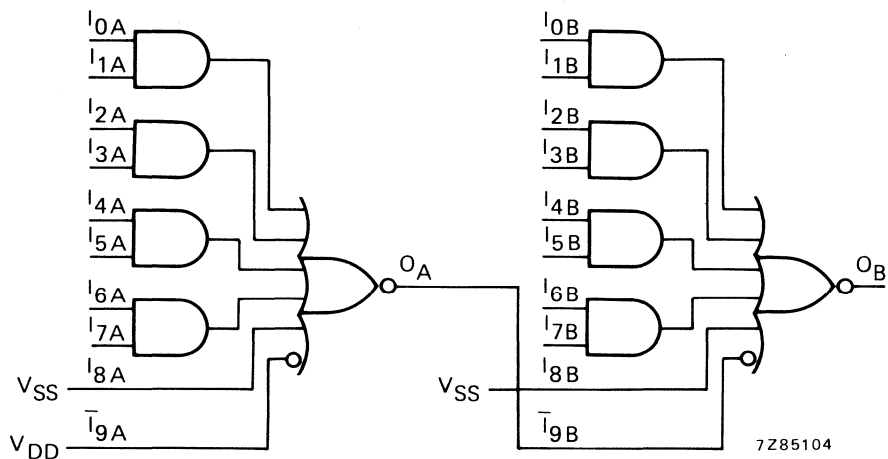 I0A
I1A
I2A
I3A
I4A
I5A
I6A
I7A
VSS
I8A
VDD
Ī9A
OA
I0B
I1B
I2B
I3B
I4B
I5B
I6B
I7B
VSS
I8B
Ī9B
OB
7Z85104